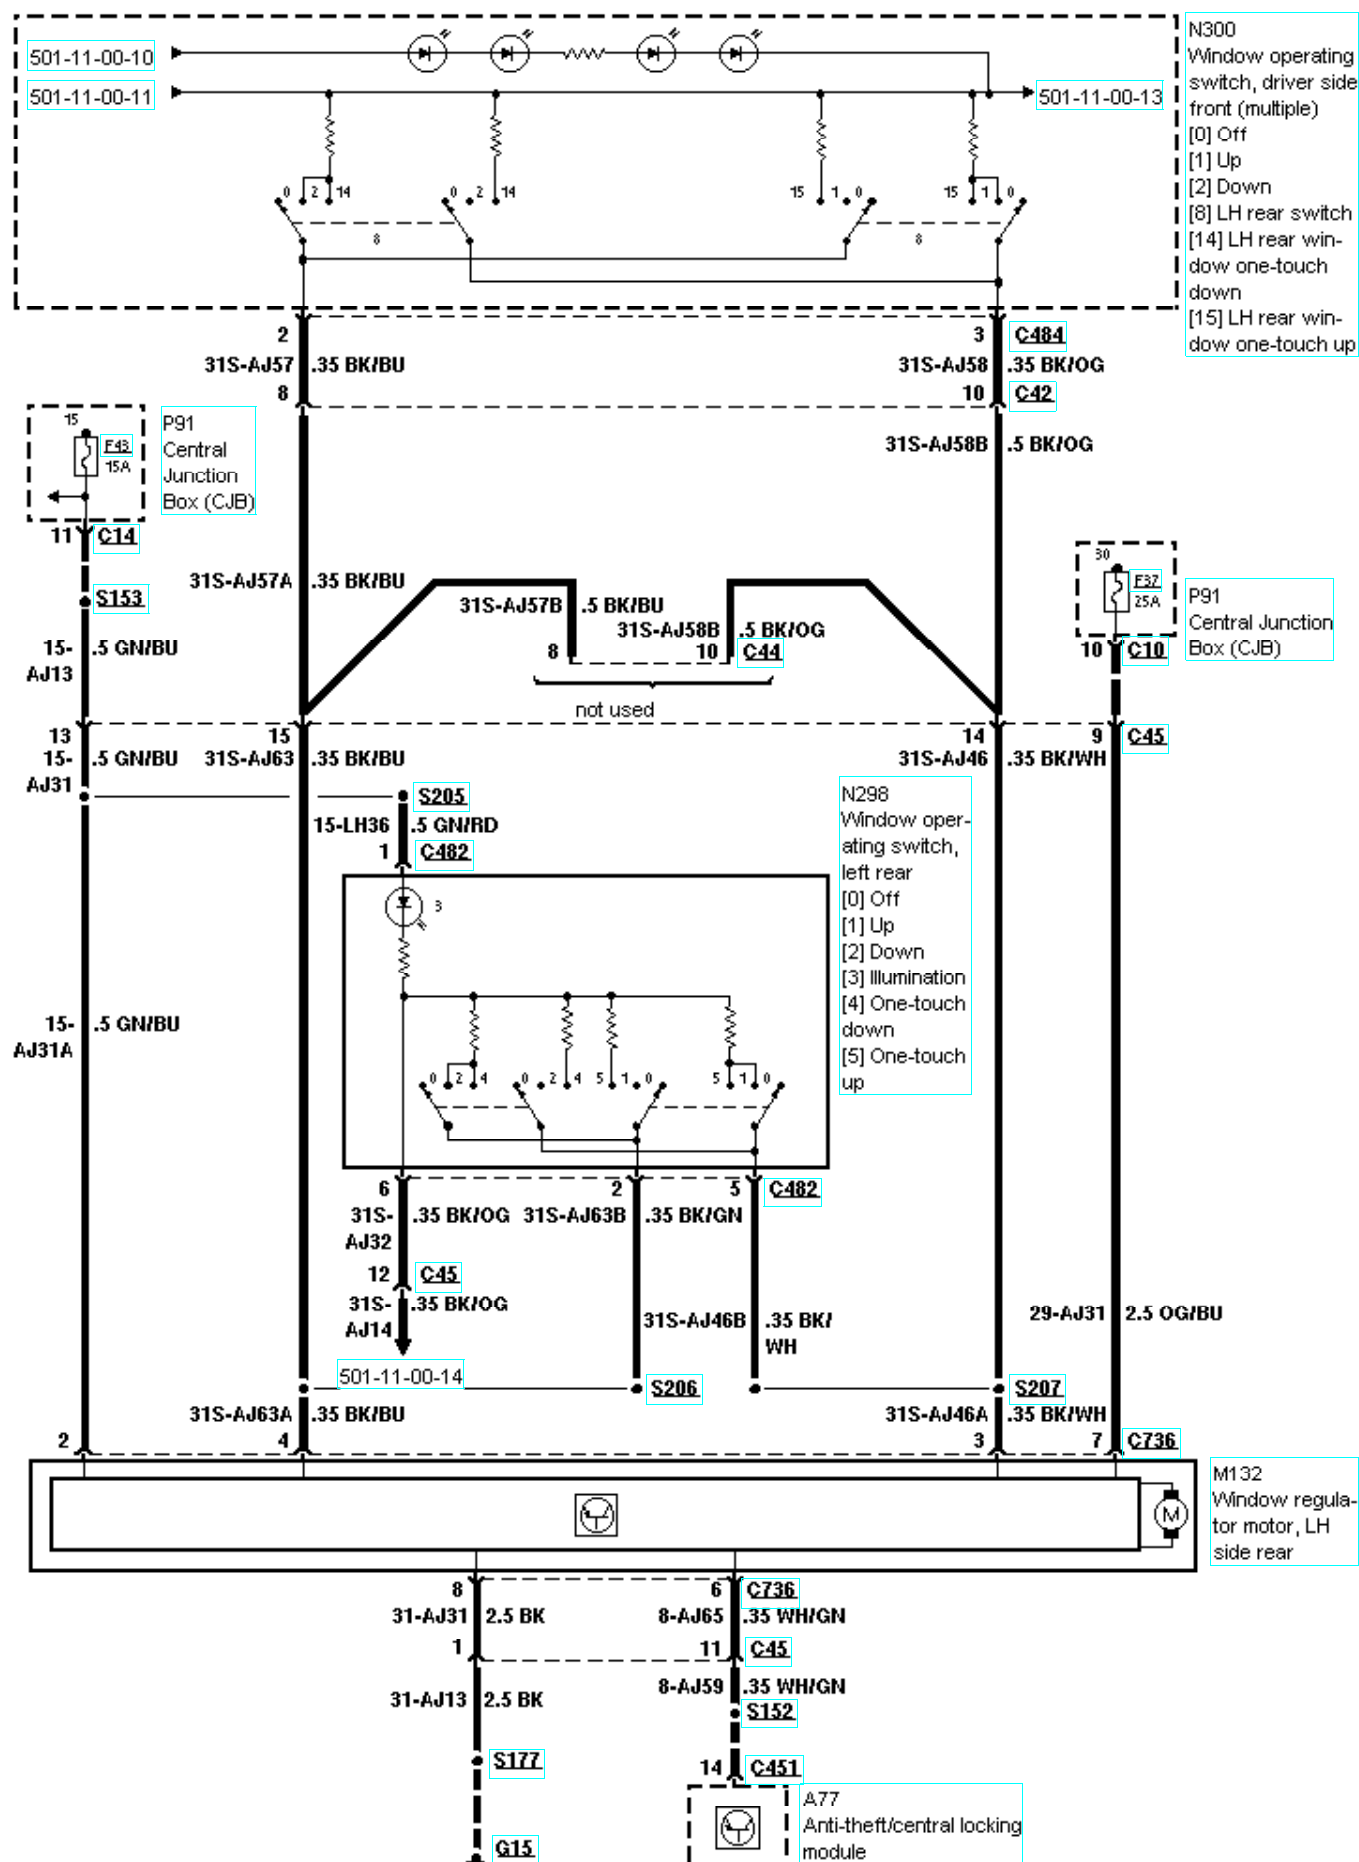 N300
Window operating
switch, driver side
front (multiple)
[0] Off
[1] Up
[2] Down
[8] LH rear switch
[14] LH rear win-
dow one-touch
down
[15] LH rear win-
dow one-touch up
501-11-00-10
501-11-00-11
501-11-00-13
0 2 14 0 2 14 15 1 0 15 1 0
8 8
2 3 C484
31S-AJ57 .35 BK/BU 31S-AJ58 .35 BK/OG
8 10 C42
31S-AJ58B .5 BK/OG
15
F43
15A
P91
Central
Junction
Box (CJB)
11 C14
S153
31S-AJ57A .35 BK/BU
31S-AJ57B .5 BK/BU
31S-AJ58B .5 BK/OG
8 10 C44
not used
30
F37
25A
P91
Central Junction
Box (CJB)
10 C10
15- .5 GN/BU
AJ13
13 15 14 9 C45
15- .5 GN/BU 31S-AJ63 .35 BK/BU 31S-AJ46 .35 BK/WH
AJ31
S205
15-LH36 .5 GN/RD
1 C482
3
N298
Window oper-
ating switch,
left rear
[0] Off
[1] Up
[2] Down
[3] Illumination
[4] One-touch
down
[5] One-touch
up
15- .5 GN/BU
AJ31A
0 2 4 0 2 4 5 1 0 5 1 0
6 2 5 C482
31S- .35 BK/OG 31S-AJ63B .35 BK/GN
AJ32
12 C45
31S- .35 BK/OG
AJ14
31S-AJ46B .35 BK/
WH
29-AJ31 2.5 OG/BU
501-11-00-14
S206 S207
31S-AJ63A .35 BK/BU 31S-AJ46A .35 BK/WH
2 4 3 7 C736
M
M132
Window regula-
tor motor, LH
side rear
8 6 C736
31-AJ31 2.5 BK 8-AJ65 .35 WH/GN
1 11 C45
31-AJ13 2.5 BK 8-AJ59 .35 WH/GN
S152
S177
14 C451
G15
A77
Anti-theft/central locking
module